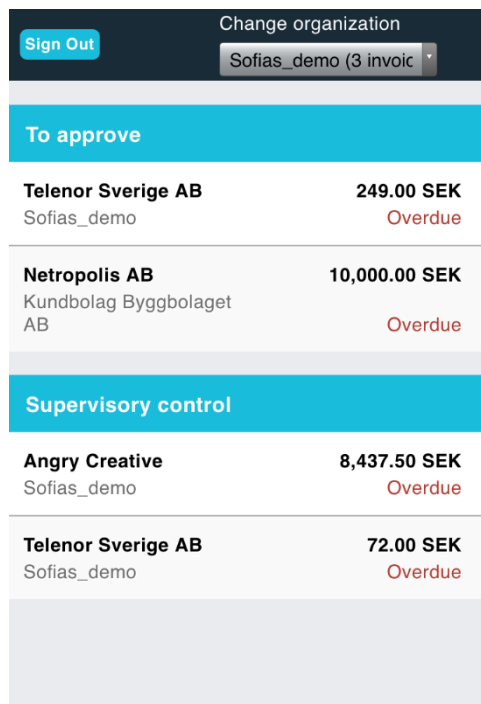 Change organization
Sign Out
Sofias_demo (3 invoic
To approve
Telenor Sverige AB 249.00 SEK
Sofias_demo Overdue
Netropolis AB 10,000.00 SEK
Kundbolag Byggbolaget
AB Overdue
Supervisory control
Angry Creative 8,437.50 SEK
Sofias_demo Overdue
Telenor Sverige AB 72.00 SEK
Sofias_demo Overdue